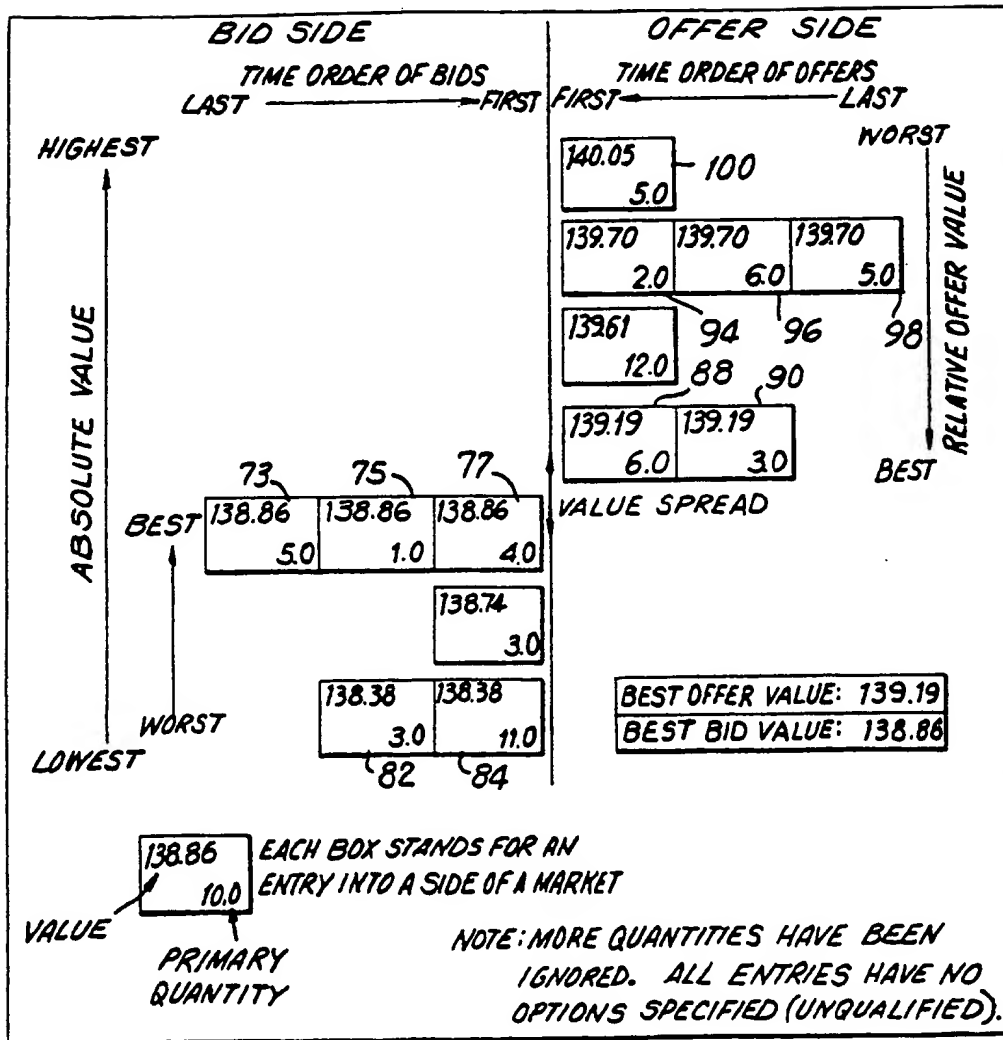 BID SIDE
OFFER SIDE
TIME ORDER OF BIDS
TIME ORDER OF OFFERS
LAST FIRST FIRST LAST
HIGHEST
WORST
140.05
5.0
100
139.70 139.70 139.70
2.0 6.0 5.0
94 96 98
139.61
12.0
88 90
139.19 139.19
6.0 3.0
RELATIVE OFFER VALUE
BEST
ABSOLUTE VALUE
73 75 77
VALUE SPREAD
BEST
138.86 138.86 138.86
5.0 1.0 4.0
138.74
3.0
138.38 138.38
3.0 11.0
WORST
82 84
LOWEST
BEST OFFER VALUE: 139.19
BEST BID VALUE: 138.86
138.86
10.0
EACH BOX STANDS FOR AN
ENTRY INTO A SIDE OF A MARKET
VALUE
PRIMARY
QUANTITY
NOTE: MORE QUANTITIES HAVE BEEN
IGNORED. ALL ENTRIES HAVE NO
OPTIONS SPECIFIED (UNQUALIFIED).